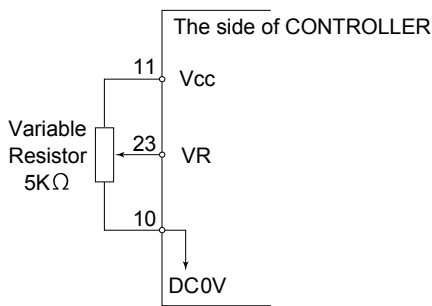 The side of CONTROLLER
11
Vcc
Variable
Resistor
5KΩ
23
VR
10
DC0V